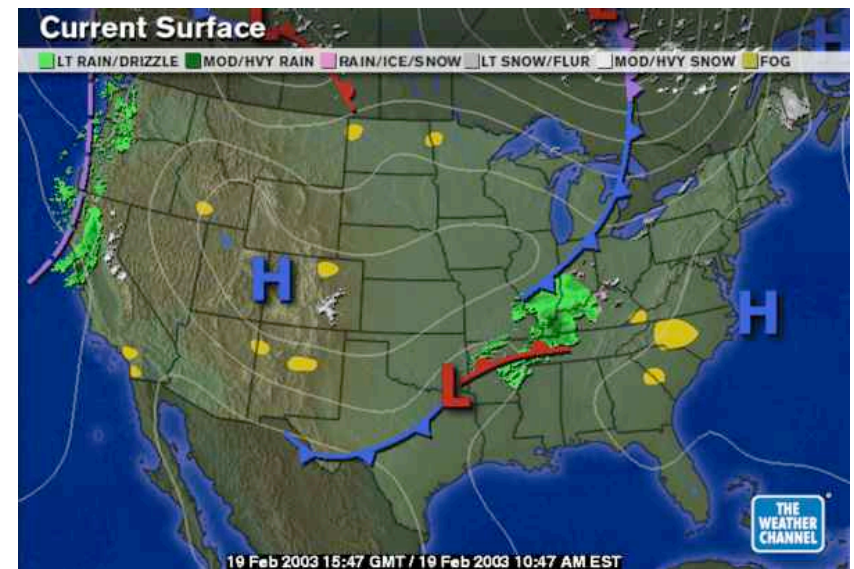 L
L
Current Surface
H
LT RAIN/DRIZZLE MOD/HVY RAIN RAIN/ICE/SNOW LT SNOW/FLUR MOD/HVY SNOW FOG
H
H
L
THE
WEATHER
CHANNEL
19 Feb 2003 15:47 GMT / 19 Feb 2003 10:47 AM EST